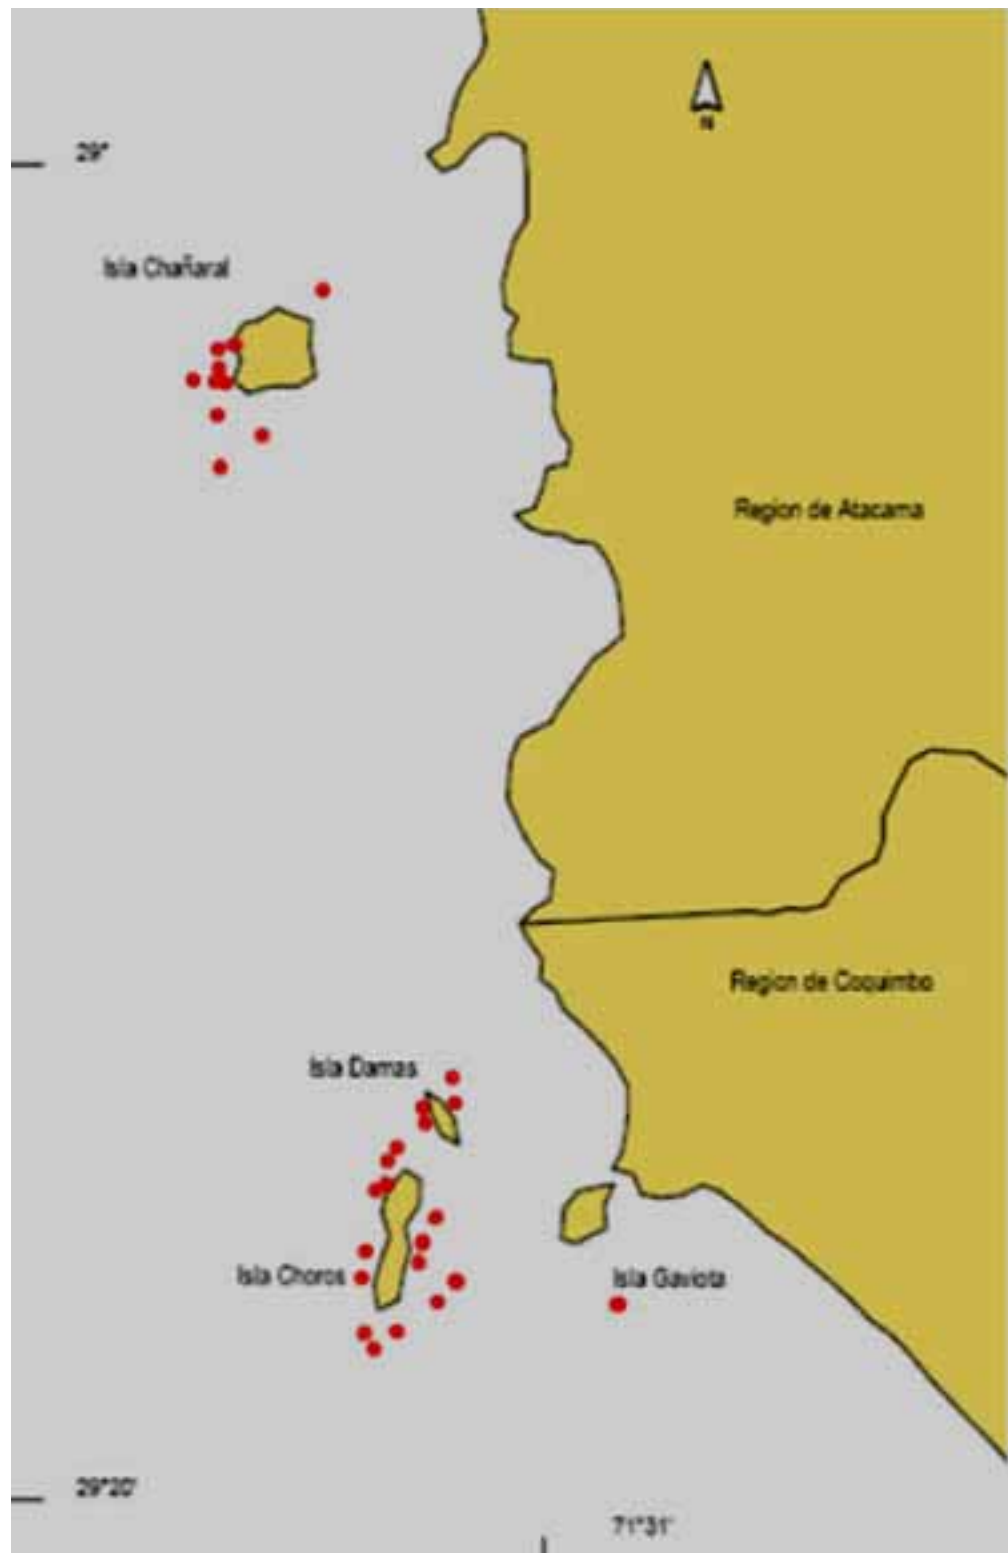 N
29°
Isla Chañaral
Region de Atacama
Region de Coquimbo
Isla Damas
Isla Choros
Isla Gaviota
29°20'
71°31'